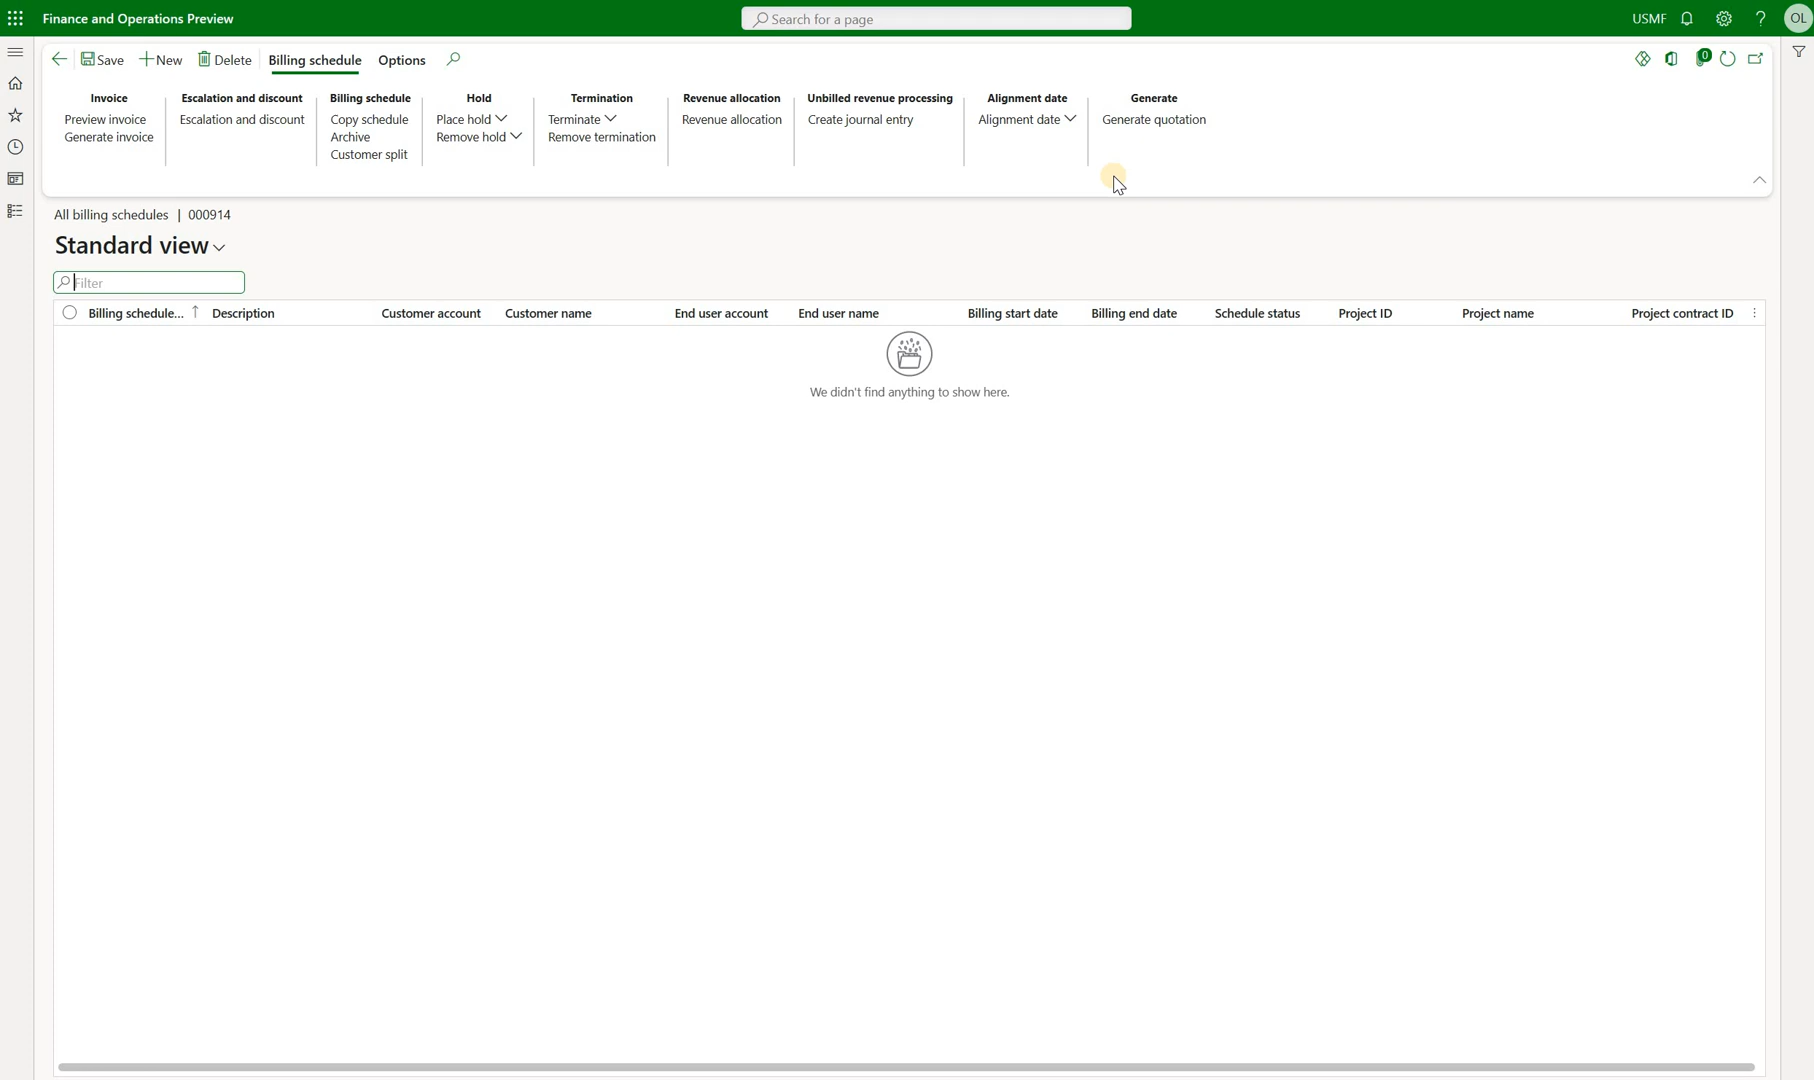 Finance and Operations Preview
Search for a page
USMF
OL
Save
New
Delete
Billing schedule
Options
0
Invoice
Preview invoice
Generate invoice
Escalation and discount
Escalation and discount
Billing schedule
Copy schedule
Archive
Customer split
Hold
Place hold
Remove hold
Termination
Terminate
Remove termination
Revenue allocation
Revenue allocation
Unbilled revenue processing
Create journal entry
Alignment date
Alignment date
Generate
Generate quotation
All billing schedules | 000914
Standard view
Filter
Billing schedule... Description Customer account Customer name End user account End user name Billing start date Billing end date Schedule status Project ID Project name Project contract ID
We didn't find anything to show here.